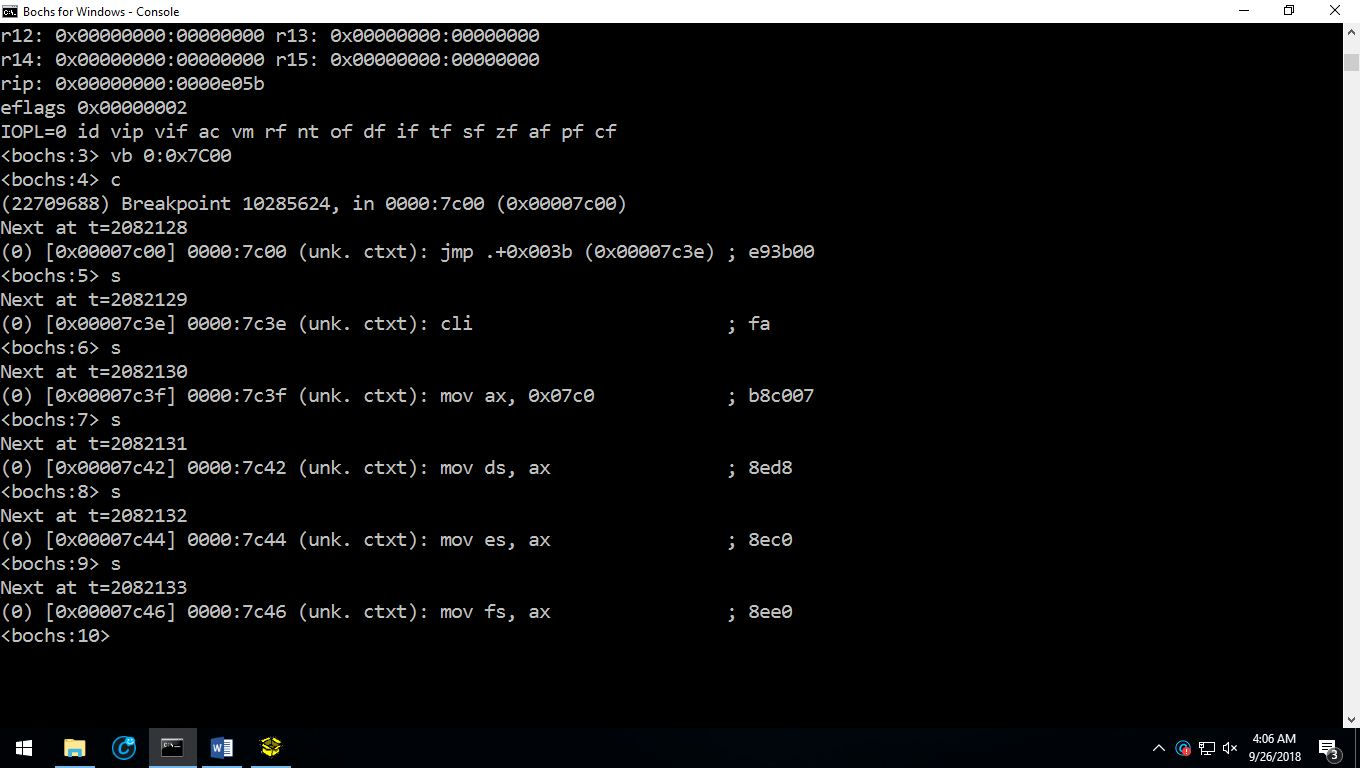 Bochs for Windows - Console
r12: 0x00000000:00000000 r13: 0x00000000:00000000
r14: 0x00000000:00000000 r15: 0x00000000:00000000
rip: 0x00000000:0000e05b
eflags 0x00000002
IOPL=0 id vip vif ac vm rf nt of df if tf sf zf af pf cf
<bochs:3> vb 0:0x7C00
<bochs:4> c
(22709688) Breakpoint 10285624, in 0000:7c00 (0x00007c00)
Next at t=2082128
(0) [0x00007c00] 0000:7c00 (unk. ctxt): jmp .+0x003b (0x00007c3e) ; e93b00
<bochs:5> s
Next at t=2082129
(0) [0x00007c3e] 0000:7c3e (unk. ctxt): cli                       ; fa
<bochs:6> s
Next at t=2082130
(0) [0x00007c3f] 0000:7c3f (unk. ctxt): mov ax, 0x07c0            ; b8c007
<bochs:7> s
Next at t=2082131
(0) [0x00007c42] 0000:7c42 (unk. ctxt): mov ds, ax                ; 8ed8
<bochs:8> s
Next at t=2082132
(0) [0x00007c44] 0000:7c44 (unk. ctxt): mov es, ax                ; 8ec0
<bochs:9> s
Next at t=2082133
(0) [0x00007c46] 0000:7c46 (unk. ctxt): mov fs, ax                ; 8ee0
<bochs:10>
4:06 AM
9/26/2018
3